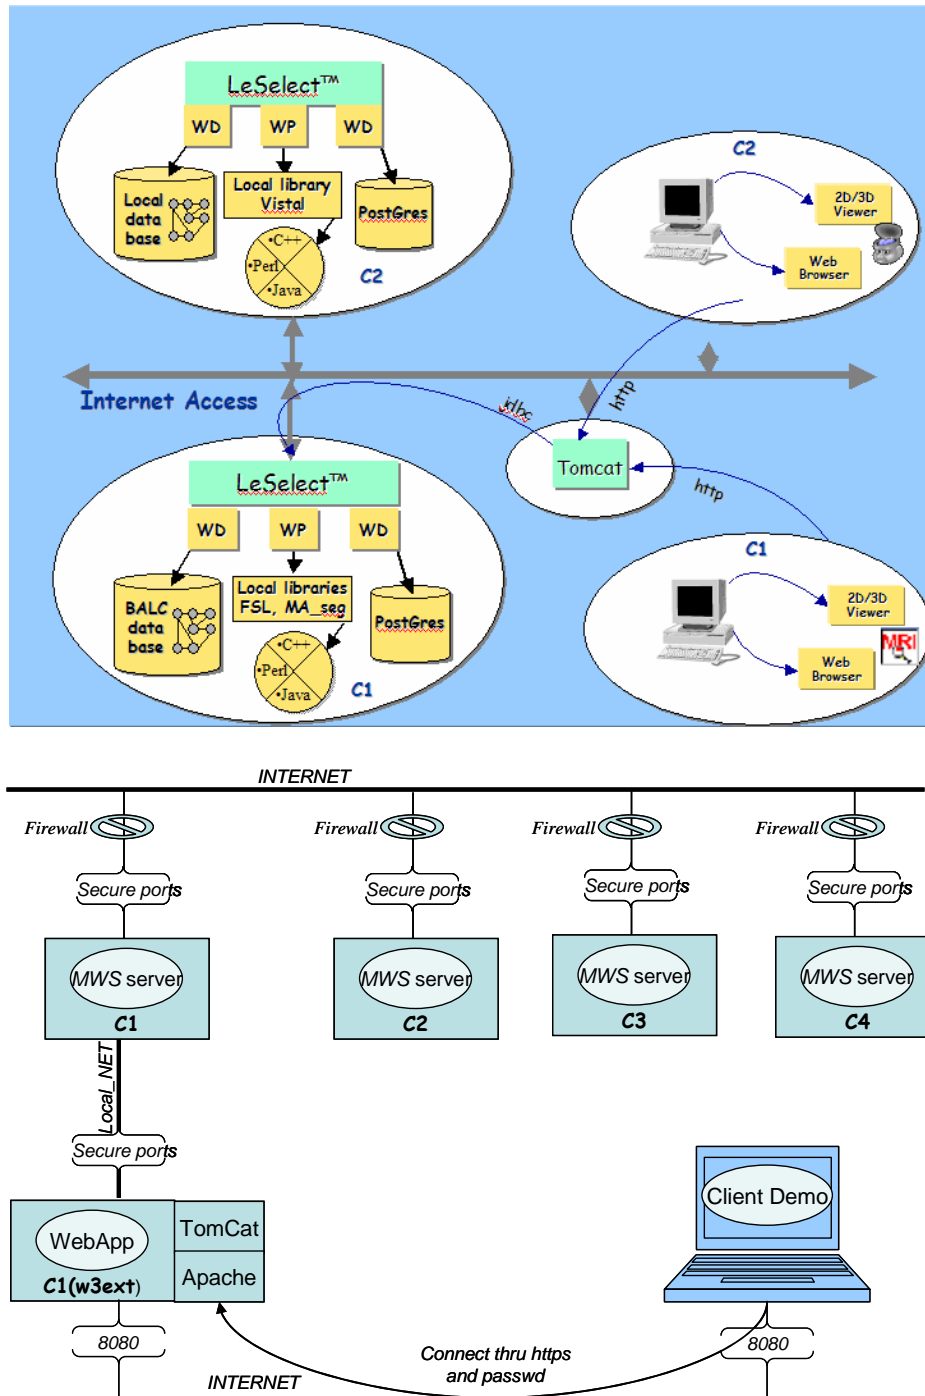 LeSelect™
WD
WP
WD
Local
data
base
Local library
Vistal
PostGres
•C++
•Perl
•Java
C2
C2
2D/3D
Viewer
Web
Browser
Internet Access
jdbc
http
Tomcat
http
LeSelect™
WD
WP
WD
BALC
data
base
Local libraries
FSL, MA_seg
PostGres
•C++
•Perl
•Java
C1
C1
2D/3D
Viewer
MRI
Web
Browser
INTERNET
Firewall
Firewall
Firewall
Firewall
Secure ports
Secure ports
Secure ports
Secure ports
MWS server
C1
MWS server
C2
MWS server
C3
MWS server
C4
Local_NET
Secure ports
WebApp
C1(w3ext)
TomCat
Apache
Client Demo
8080
8080
Connect thru https
and passwd
INTERNET